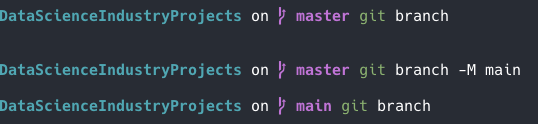 DataScienceIndustryProjects on master git branch
DataScienceIndustryProjects on master git branch -M main
DataScienceIndustryProjects on main git branch